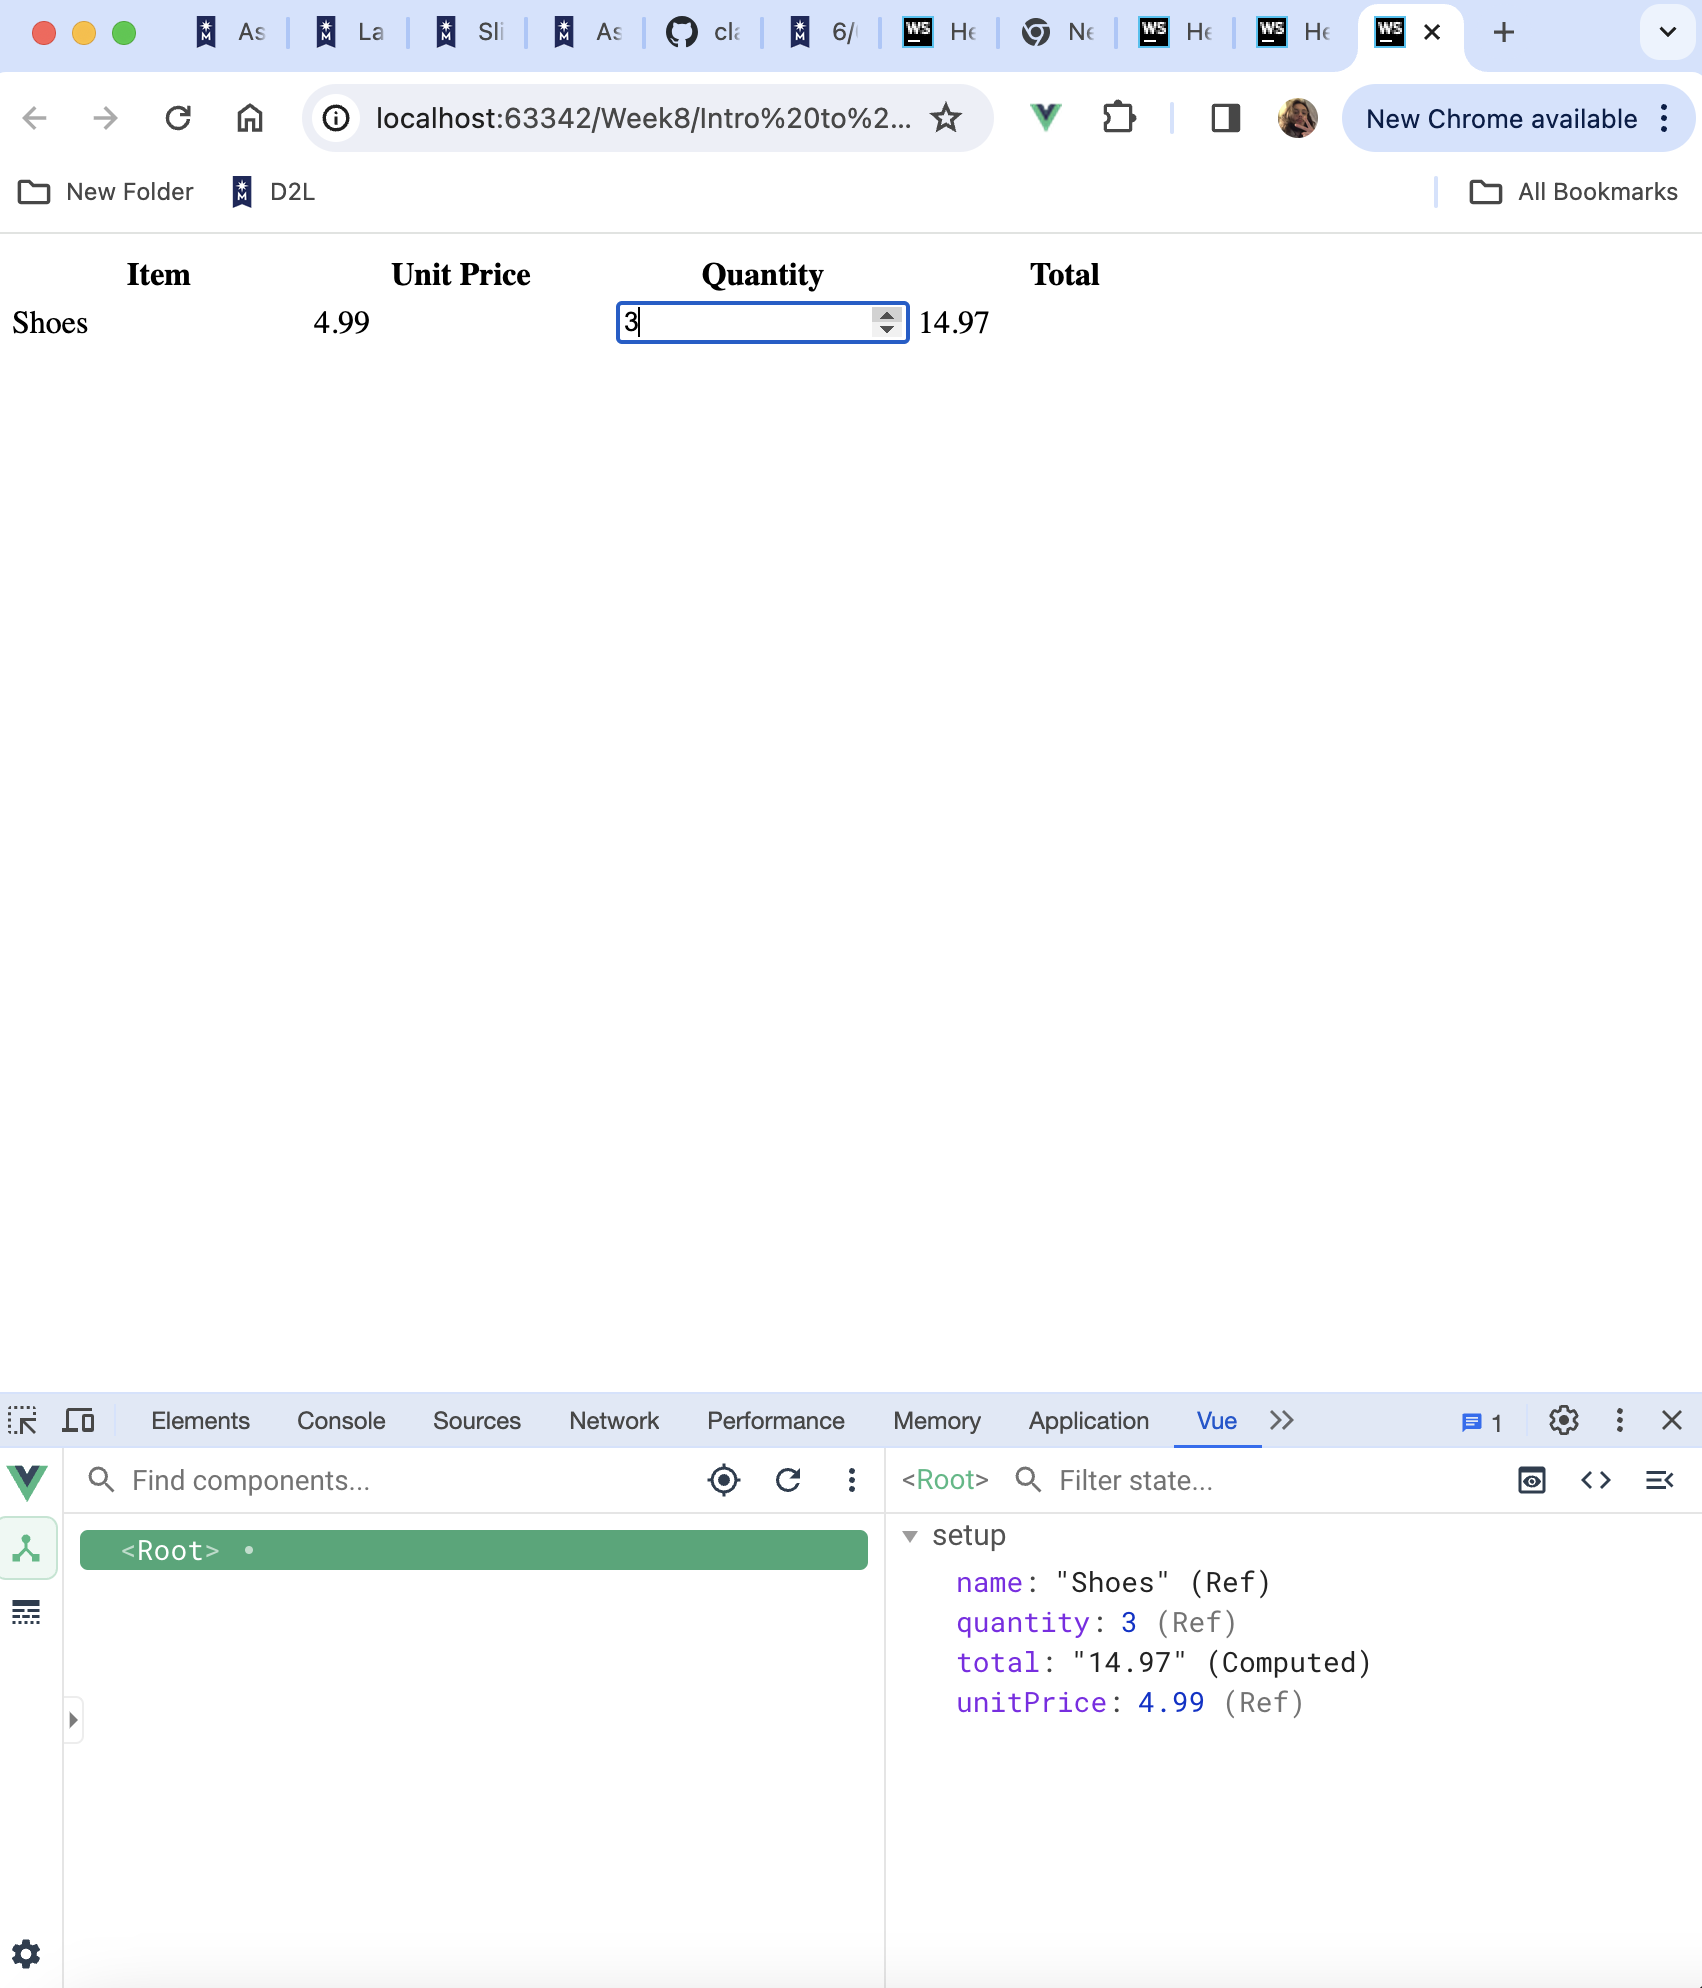 As La Sli As cla 6/ He Ne He He
localhost:63342/Week8/Intro%20to%2... New Chrome available
New Folder D2L All Bookmarks
Item Unit Price Quantity Total
Shoes 4.99 3 14.97
Elements Console Sources Network Performance Memory Application Vue 1
Find components... <Root> Filter state...
<Root>
setup
name: "Shoes" (Ref)
quantity: 3 (Ref)
total: "14.97" (Computed)
unitPrice: 4.99 (Ref)